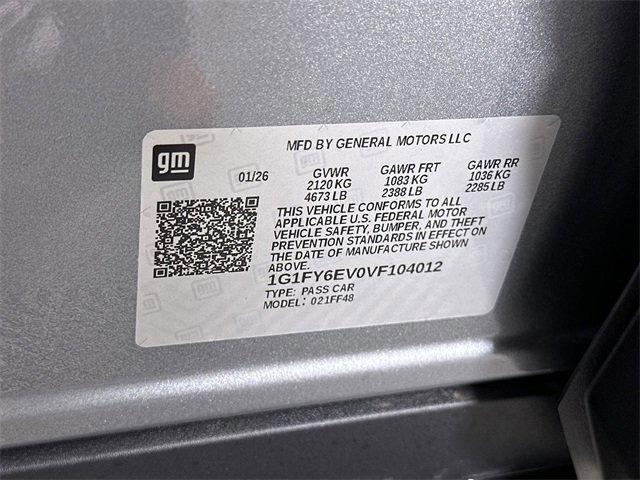 MFD BY GENERAL MOTORS LLC
gm
01/26
GVWR GAWR FRT GAWR RR
2120 KG 1083 KG 1036 KG
4673 LB 2388 LB 2285 LB
THIS VEHICLE CONFORMS TO ALL
APPLICABLE U.S. FEDERAL MOTOR
VEHICLE SAFETY, BUMPER, AND THEFT
PREVENTION STANDARDS IN EFFECT ON
THE DATE OF MANUFACTURE SHOWN
ABOVE.
1G1FY6EV0VF104012
TYPE: PASS CAR
MODEL: 021FF48